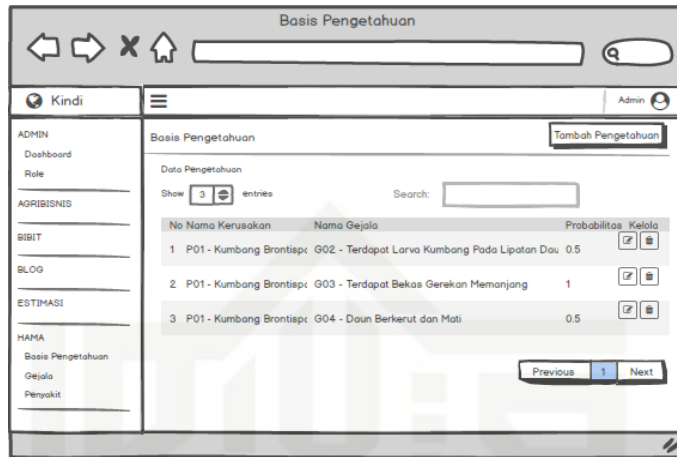 Basis Pengetahuan
Kindi
Admin
ADMIN
Dashboard
Role
AGRIBISNIS
BIBIT
BLOG
ESTIMASI
HAMA
Basis Pengetahuan
Gejala
Penyakit
Basis Pengetahuan
Tambah Pengetahuan
Data Pengetahuan
Show 3 entries Search:
No Nama Kerusakan Nama Gejala Probabilitas Kelola
1 P01 - Kumbang Brontispa G02 - Terdapat Larva Kumbang Pada Lipatan Dau 0.5
2 P01 - Kumbang Brontispa G03 - Terdapat Bekas Gerekan Memanjang 1
3 P01 - Kumbang Brontispa G04 - Daun Berkerut dan Mati 0.5
Previous 1 Next